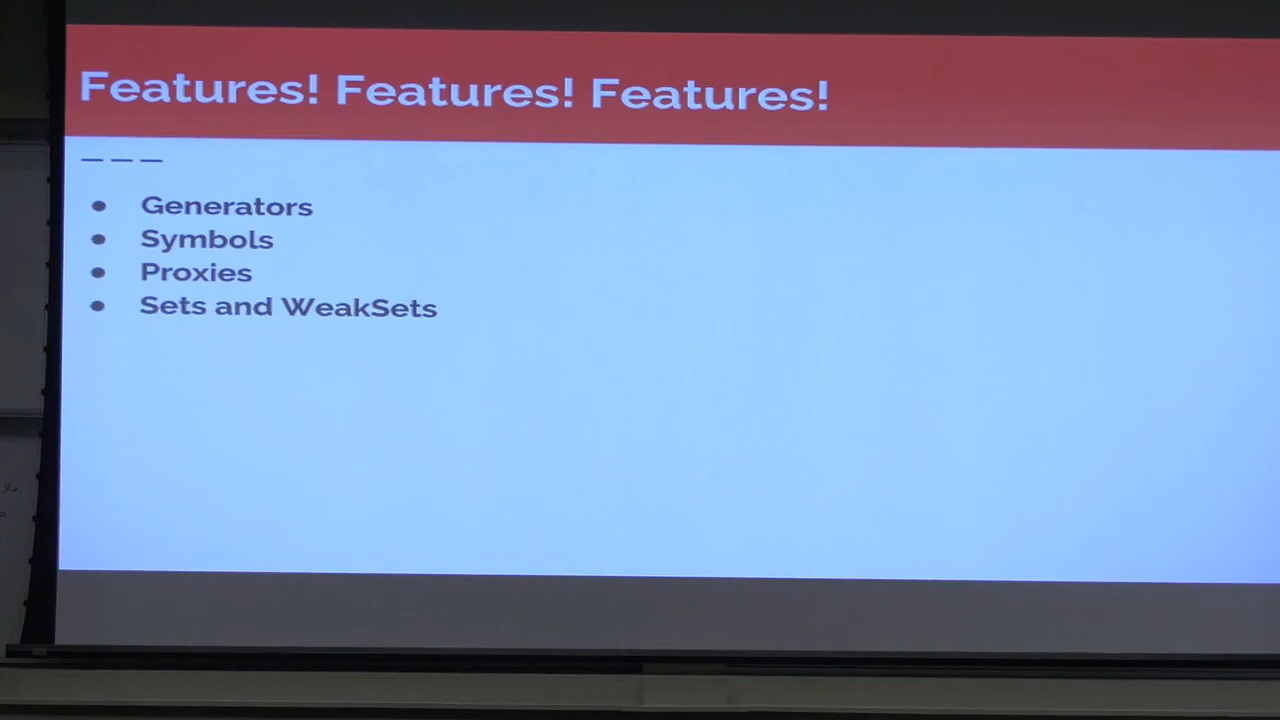 Features! Features! Features!
● Generators
● Symbols
● Proxies
● Sets and WeakSets